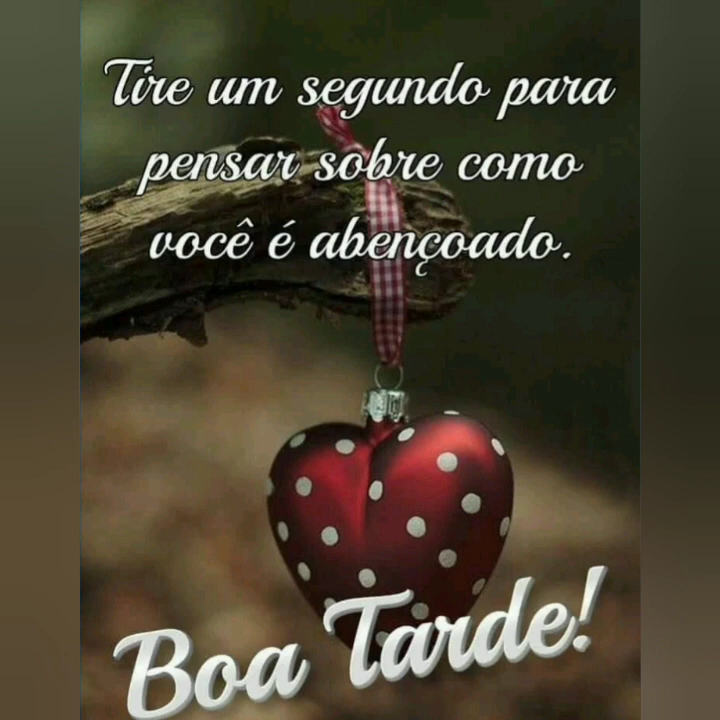 Tire um segundo para
pensar sobre como
você é abençoado.
Boa Tarde!